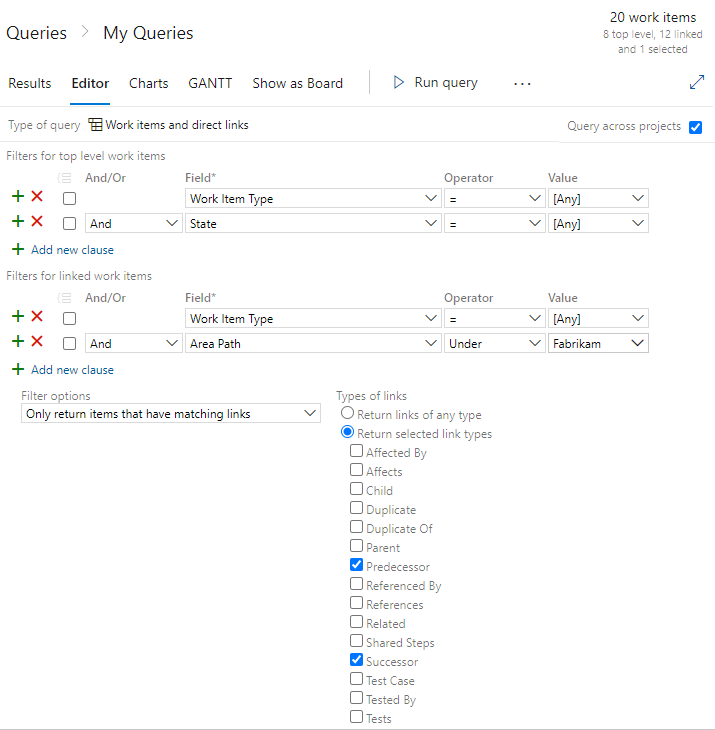 Queries > My Queries
20 work items
8 top level, 12 linked
and 1 selected
Results Editor Charts GANTT Show as Board Run query ...
Type of query Work items and direct links Query across projects
Filters for top level work items
And/Or Field* Operator Value
Work Item Type = [Any]
And State = [Any]
+ Add new clause
Filters for linked work items
And/Or Field* Operator Value
Work Item Type = [Any]
And Area Path Under Fabrikam
+ Add new clause
Filter options
Only return items that have matching links
Types of links
Return links of any type
Return selected link types
Affected By
Affects
Child
Duplicate
Duplicate Of
Parent
Predecessor
Referenced By
References
Related
Shared Steps
Successor
Test Case
Tested By
Tests